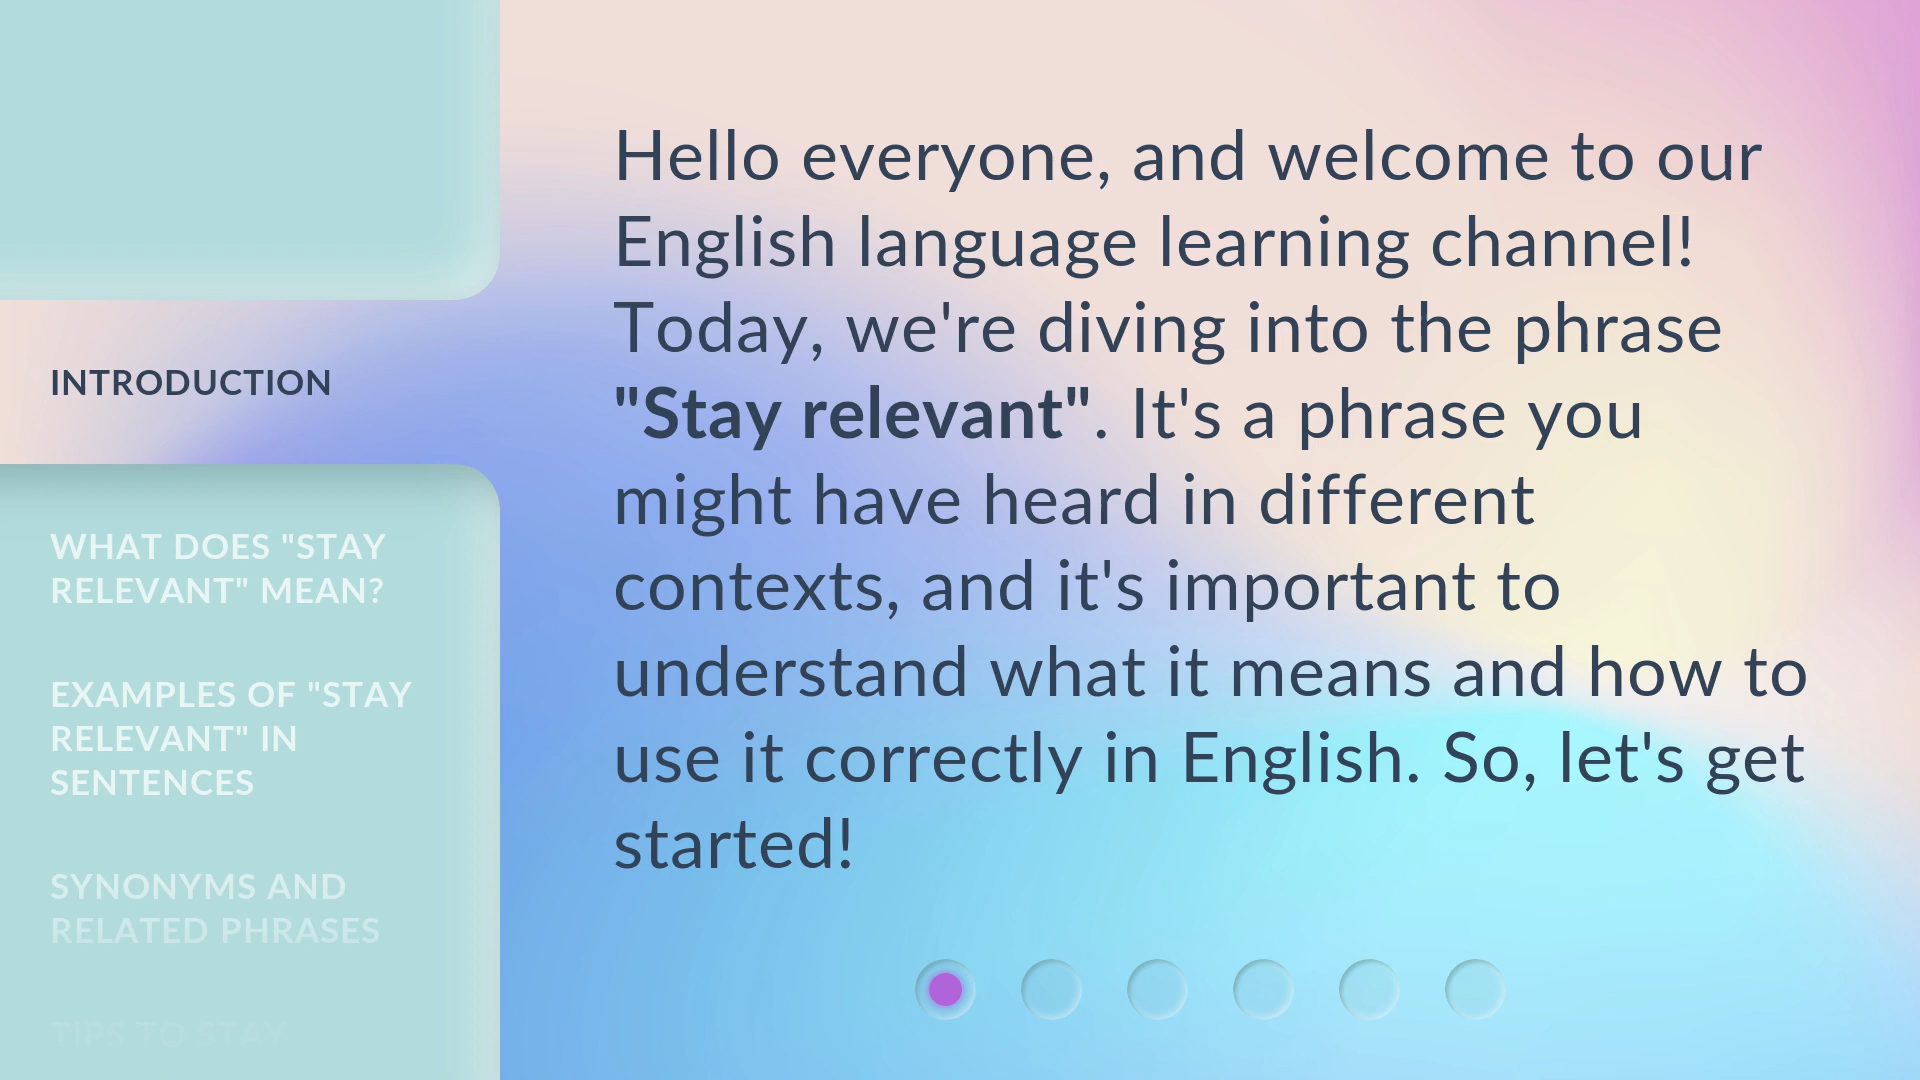 INTRODUCTION
WHAT DOES "STAY
RELEVANT" MEAN?
EXAMPLES OF "STAY
RELEVANT" IN
SENTENCES
SYNONYMS AND
RELATED PHRASES
TIPS TO STAY
Hello everyone, and welcome to our
English language learning channel!
Today, we're diving into the phrase
"Stay relevant". It's a phrase you
might have heard in different
contexts, and it's important to
understand what it means and how to
use it correctly in English. So, let's get
started!